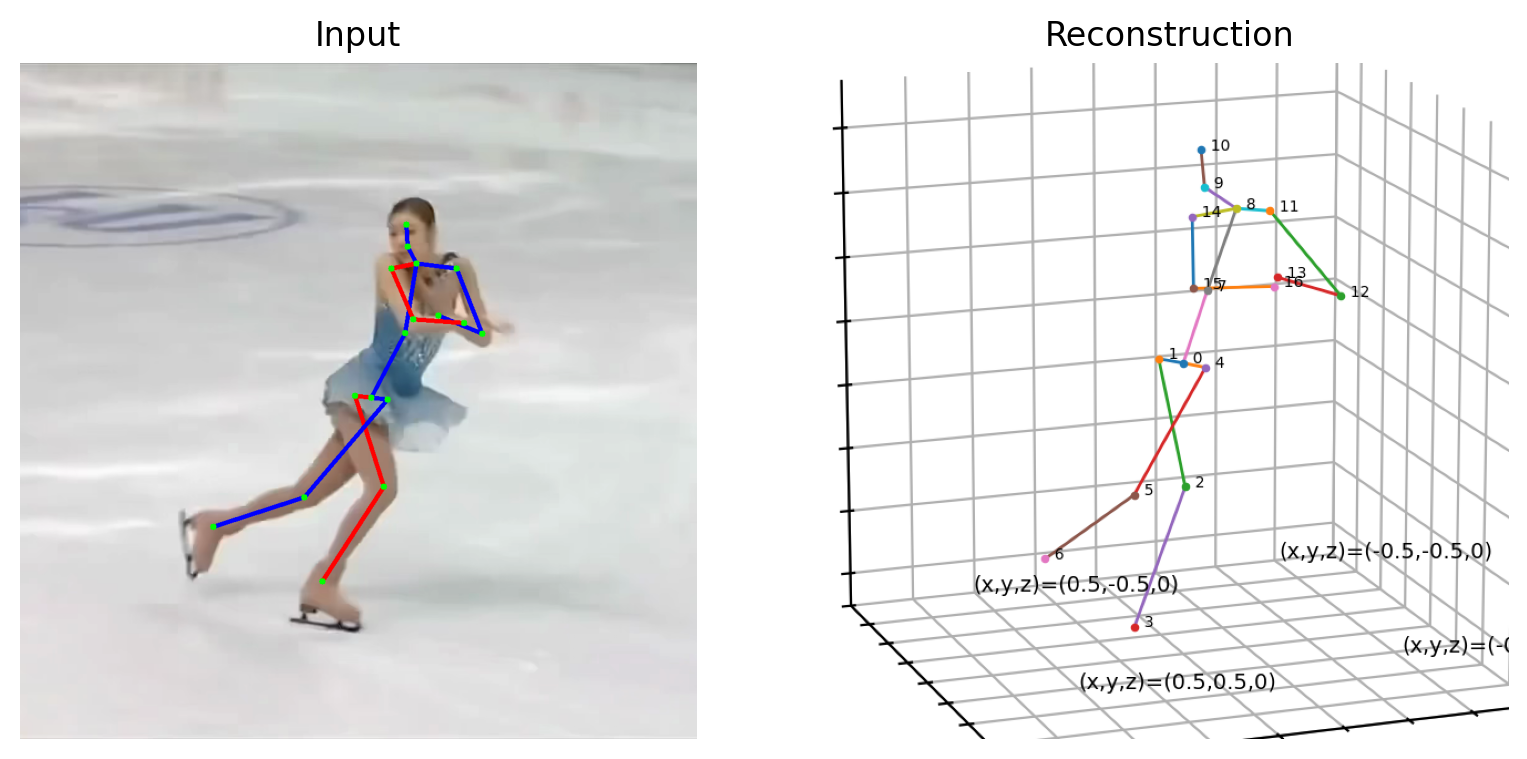 Input
Reconstruction
10
9
8
14
11
13
15
7
16
12
1
0
4
5
2
6
3
(x,y,z)=(-0.5,-0.5,0)
(x,y,z)=(0.5,-0.5,0)
(x,y,z)=(-0
(x,y,z)=(0.5,0.5,0)